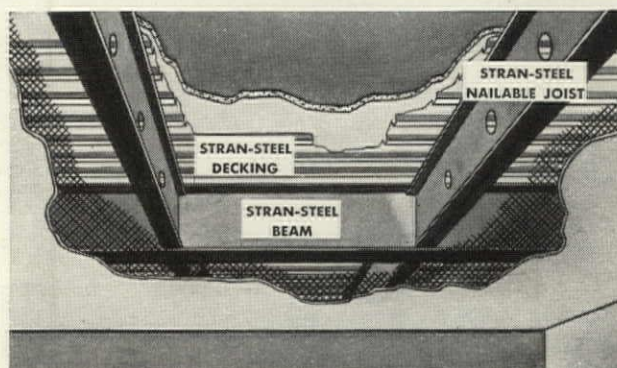 STRAN-STEEL
NAILABLE JOIST
STRAN-STEEL
DECKING
STRAN-STEEL
BEAM